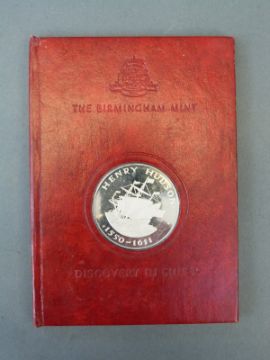 THE BIRMINGHAM MINT
HENRY HUDSON
·1550-1611
DISCOVERY